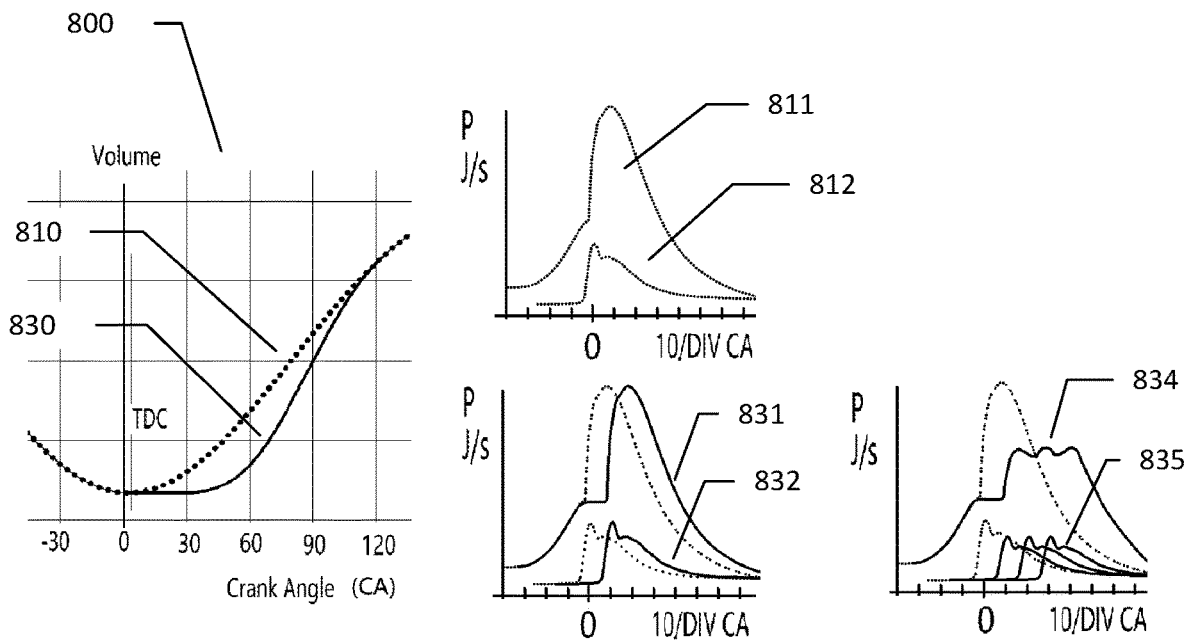 800
Volume
810
830
TDC
-30 0 30 60 90 120
Crank Angle (CA)
P
J/s
811
812
0 10/DIV CA
P
J/s
831
832
0 10/DIV CA
P
J/s
834
835
0 10/DIV CA